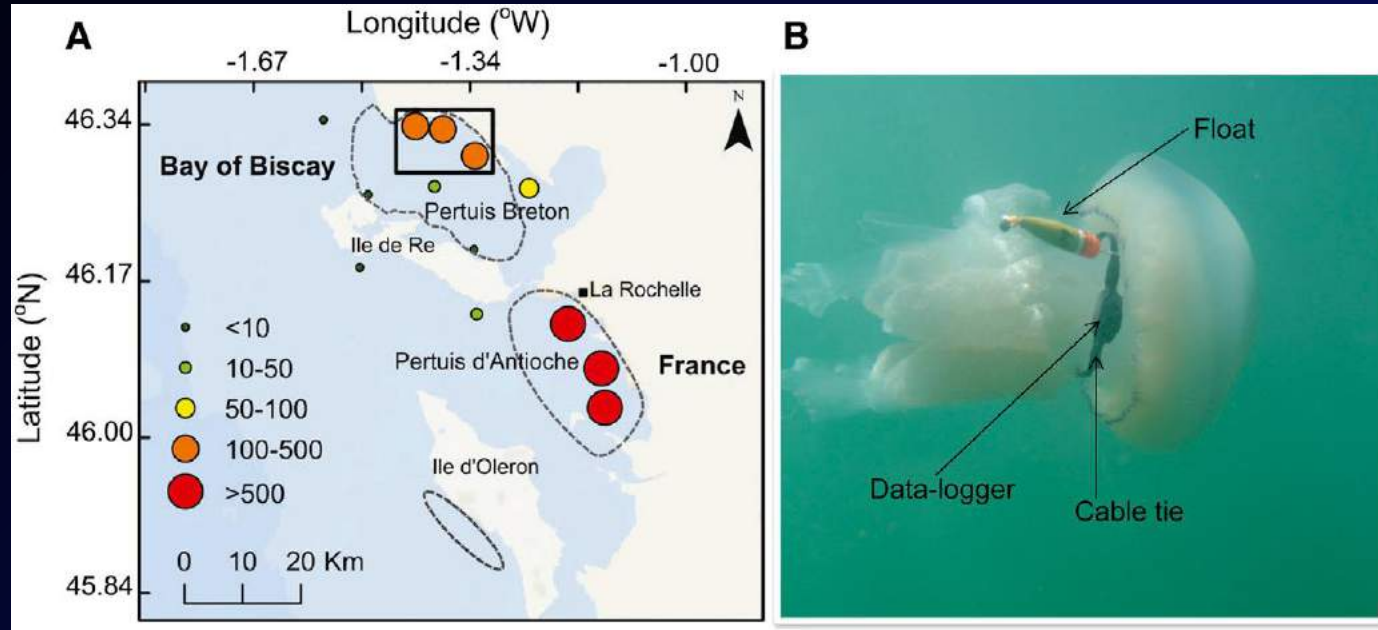 A
Longitude (°W)
-1.67
-1.34
-1.00
Latitude (°N)
46.34
46.17
46.00
45.84
N
Bay of Biscay
Pertuis Breton
Ile de Re
La Rochelle
Pertuis d'Antioche
France
Ile d'Oleron
<10
10-50
50-100
100-500
>500
0 10 20 Km
B
Float
Data-logger
Cable tie